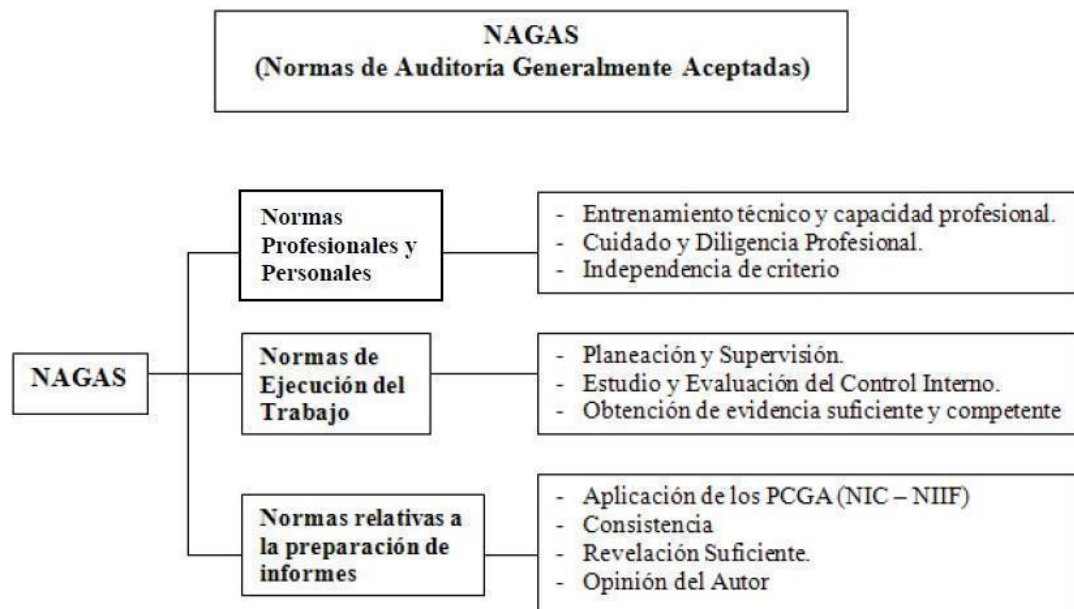 NAGAS
(Normas de Auditoría Generalmente Aceptadas)
Normas
Profesionales y
Personales
- Entrenamiento técnico y capacidad profesional.
- Cuidado y Diligencia Profesional.
- Independencia de criterio
NAGAS
Normas de
Ejecución del
Trabajo
- Planeación y Supervisión.
- Estudio y Evaluación del Control Interno.
- Obtención de evidencia suficiente y competente
Normas relativas a
la preparación de
informes
- Aplicación de los PCGA (NIC – NIIF)
- Consistencia
- Revelación Suficiente.
- Opinión del Autor